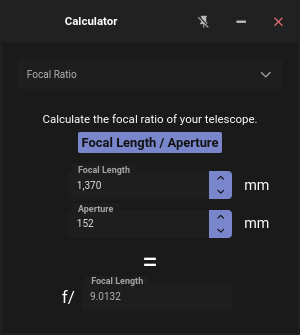 Calculator
Focal Ratio
Calculate the focal ratio of your telescope.
Focal Length / Aperture
Focal Length
1,370 mm
Aperture
152 mm
=
Focal Length
f/ 9.0132